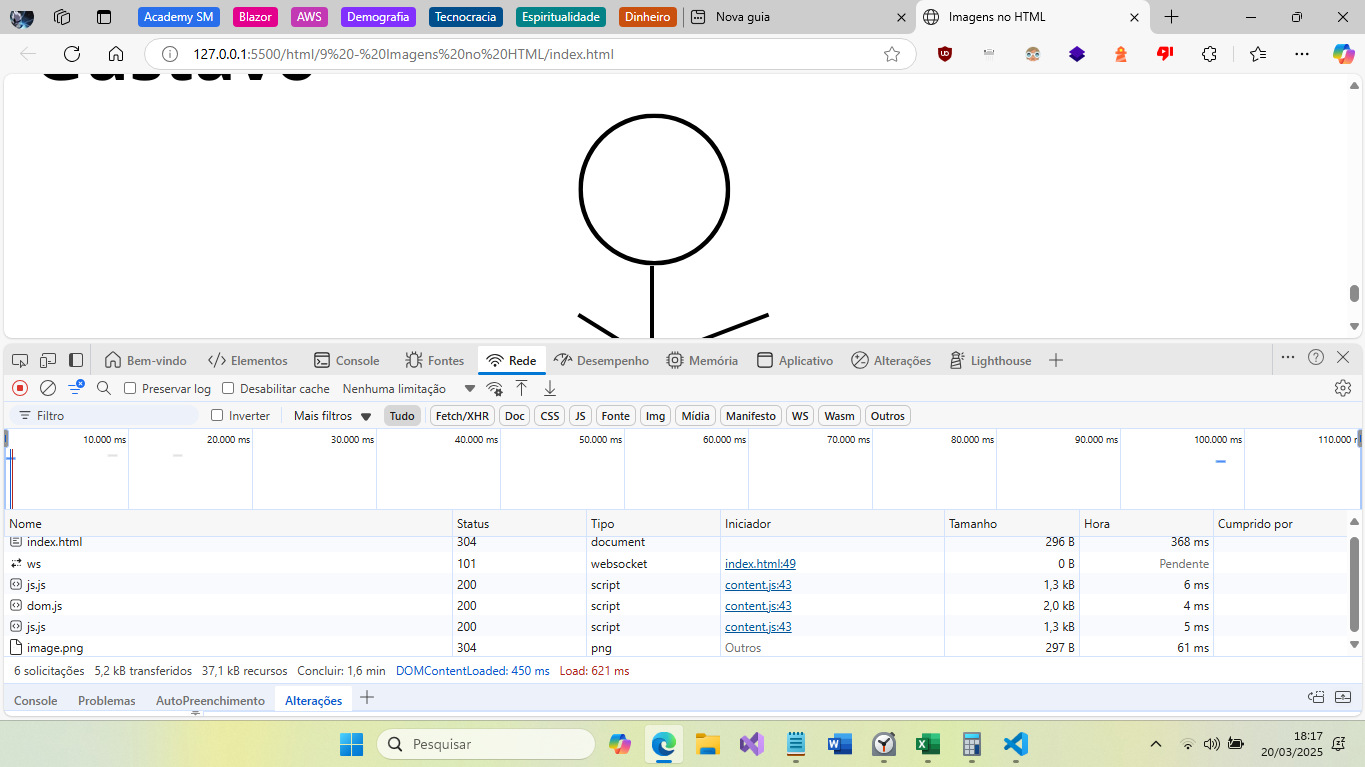 Academy SM Blazor AWS Demografia Tecnocracia Espiritualidade Dinheiro Nova guia Imagens no HTML
127.0.0.1:5500/html/9%20-%20Imagens%20no%20HTML/index.html
Gustavo
Bem-vindo Elementos Console Fontes Rede Desempenho Memória Aplicativo Alterações Lighthouse
Preservar log Desabilitar cache Nenhuma limitação
Filtro Inverter Mais filtros Tudo Fetch/XHR Doc CSS JS Fonte Img Mídia Manifesto WS Wasm Outros
10.000 ms 20.000 ms 30.000 ms 40.000 ms 50.000 ms 60.000 ms 70.000 ms 80.000 ms 90.000 ms 100.000 ms 110.000
Nome Status Tipo Iniciador Tamanho Hora Cumprido por
index.html 304 document 296 B 368 ms
ws 101 websocket index.html:49 0 B Pendente
js.js 200 script content.js:43 1,3 kB 6 ms
dom.js 200 script content.js:43 2,0 kB 4 ms
js.js 200 script content.js:43 1,3 kB 5 ms
image.png 304 png Outros 297 B 61 ms
6 solicitações 5,2 kB transferidos 37,1 kB recursos Concluir: 1,6 min DOMContentLoaded: 450 ms Load: 621 ms
Console Problemas AutoPreenchimento Alterações
Pesquisar 18:17
20/03/2025